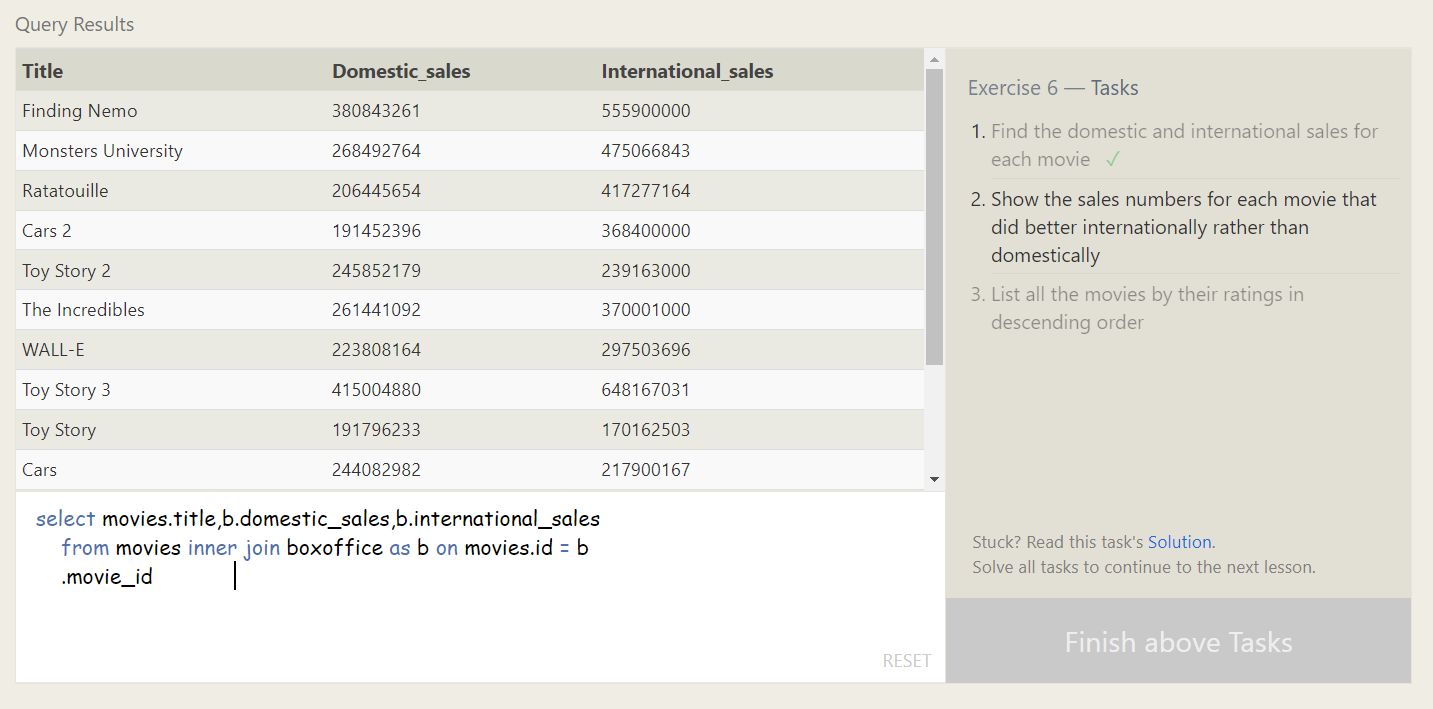 Query Results
Title Domestic_sales International_sales
Finding Nemo 380843261 555900000
Monsters University 268492764 475066843
Ratatouille 206445654 417277164
Cars 2 191452396 368400000
Toy Story 2 245852179 239163000
The Incredibles 261441092 370001000
WALL-E 223808164 297503696
Toy Story 3 415004880 648167031
Toy Story 191796233 170162503
Cars 244082982 217900167
select movies.title,b.domestic_sales,b.international_sales
from movies inner join boxoffice as b on movies.id = b
.movie_id
RESET
Exercise 6 — Tasks
1. Find the domestic and international sales for
each movie ✓
2. Show the sales numbers for each movie that
did better internationally rather than
domestically
3. List all the movies by their ratings in
descending order
Stuck? Read this task's Solution.
Solve all tasks to continue to the next lesson.
Finish above Tasks